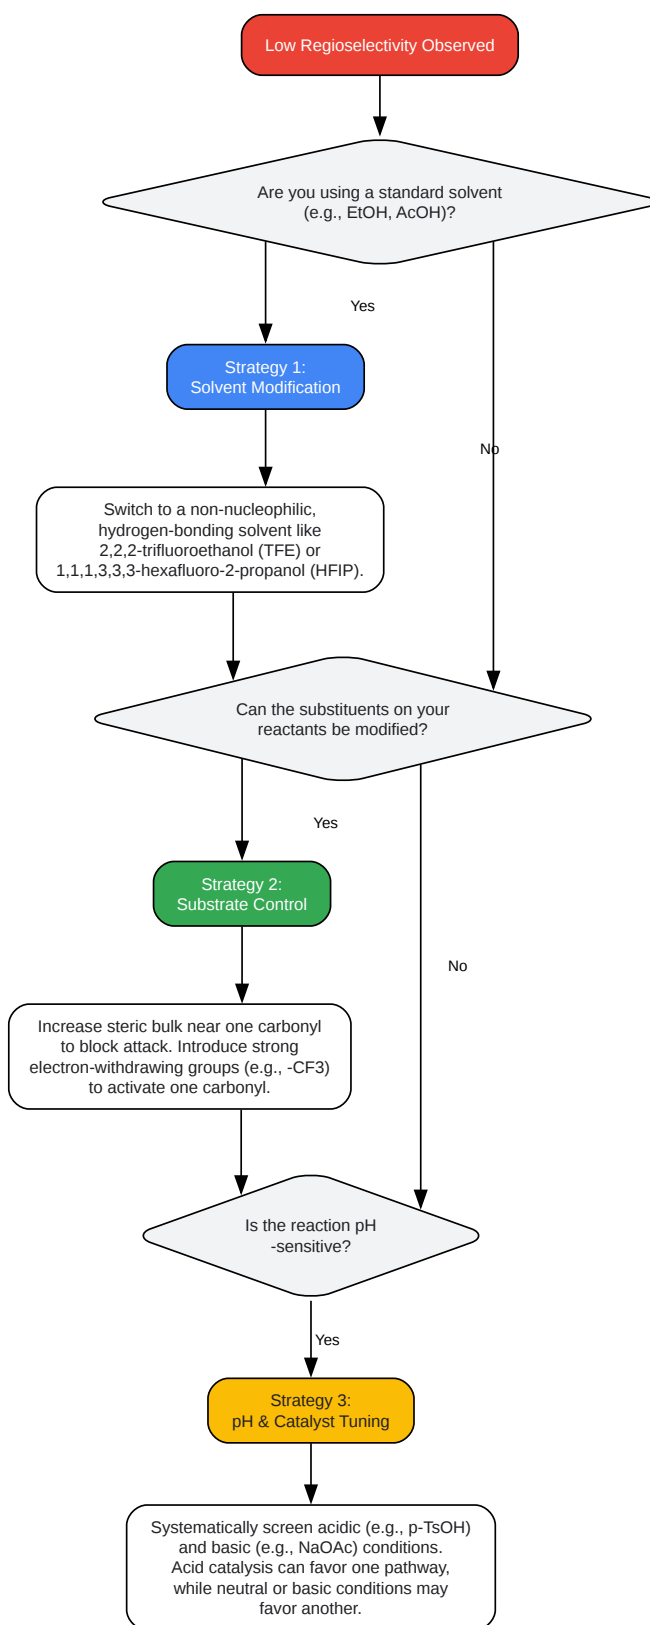 Low Regioselectivity Observed
Are you using a standard solvent
(e.g., EtOH, AcOH)?
Yes
Strategy 1:
Solvent Modification
No
Switch to a non-nucleophilic,
hydrogen-bonding solvent like
2,2,2-trifluoroethanol (TFE) or
1,1,1,3,3,3-hexafluoro-2-propanol (HFIP).
Can the substituents on your
reactants be modified?
Yes
Strategy 2:
Substrate Control
No
Increase steric bulk near one carbonyl
to block attack. Introduce strong
electron-withdrawing groups (e.g., -CF3)
to activate one carbonyl.
Is the reaction pH
-sensitive?
Yes
Strategy 3:
pH & Catalyst Tuning
Systematically screen acidic (e.g., p-TsOH)
and basic (e.g., NaOAc) conditions.
Acid catalysis can favor one pathway,
while neutral or basic conditions may
favor another.